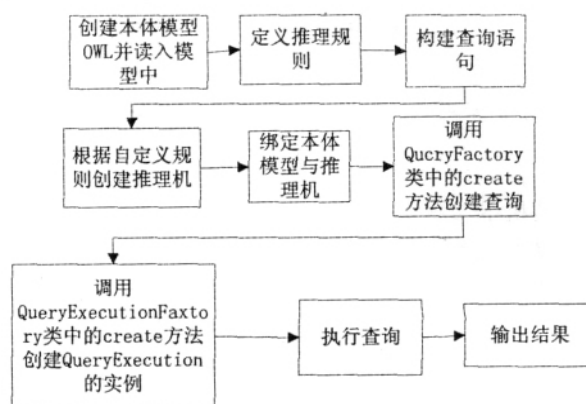 创建本体模型
OWL并读入模
型中
定义推理规
则
构建查询语
句
根据自定义规
则创建推理机
绑定本体
模型与推
理机
调用
QucryFactory
类中的create
方法创建查询
调用
QueryExecutionFaxto
ry类中的create方法
创建QueryExecution
的实例
执行查询
输出结果